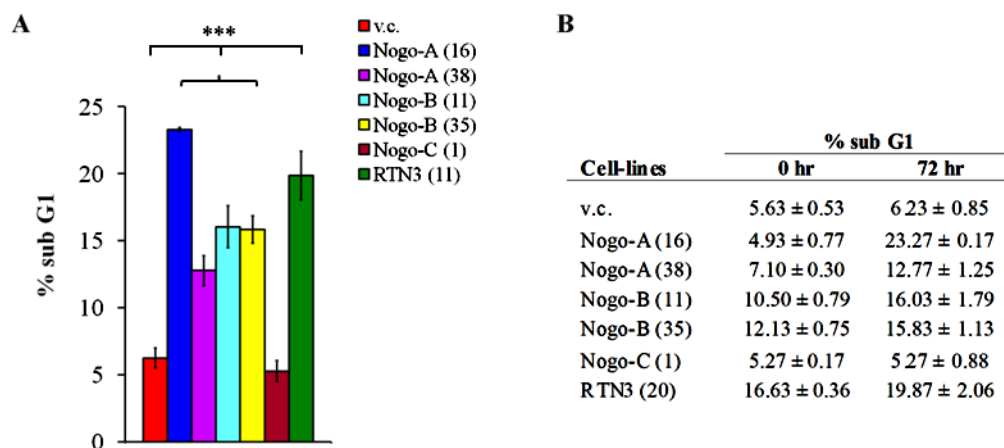 A
***
v.c.
Nogo-A (16)
Nogo-A (38)
Nogo-B (11)
Nogo-B (35)
Nogo-C (1)
RTN3 (11)
% sub G1
25
20
15
10
5
0
B
% sub G1
Cell-lines 0 hr 72 hr
v.c. 5.63 ± 0.53 6.23 ± 0.85
Nogo-A (16) 4.93 ± 0.77 23.27 ± 0.17
Nogo-A (38) 7.10 ± 0.30 12.77 ± 1.25
Nogo-B (11) 10.50 ± 0.79 16.03 ± 1.79
Nogo-B (35) 12.13 ± 0.75 15.83 ± 1.13
Nogo-C (1) 5.27 ± 0.17 5.27 ± 0.88
RTN3 (20) 16.63 ± 0.36 19.87 ± 2.06